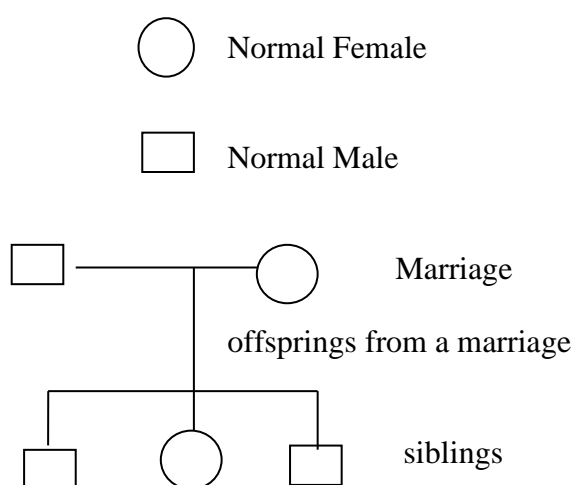 Normal Female
Normal Male
Marriage
offsprings from a marriage
siblings